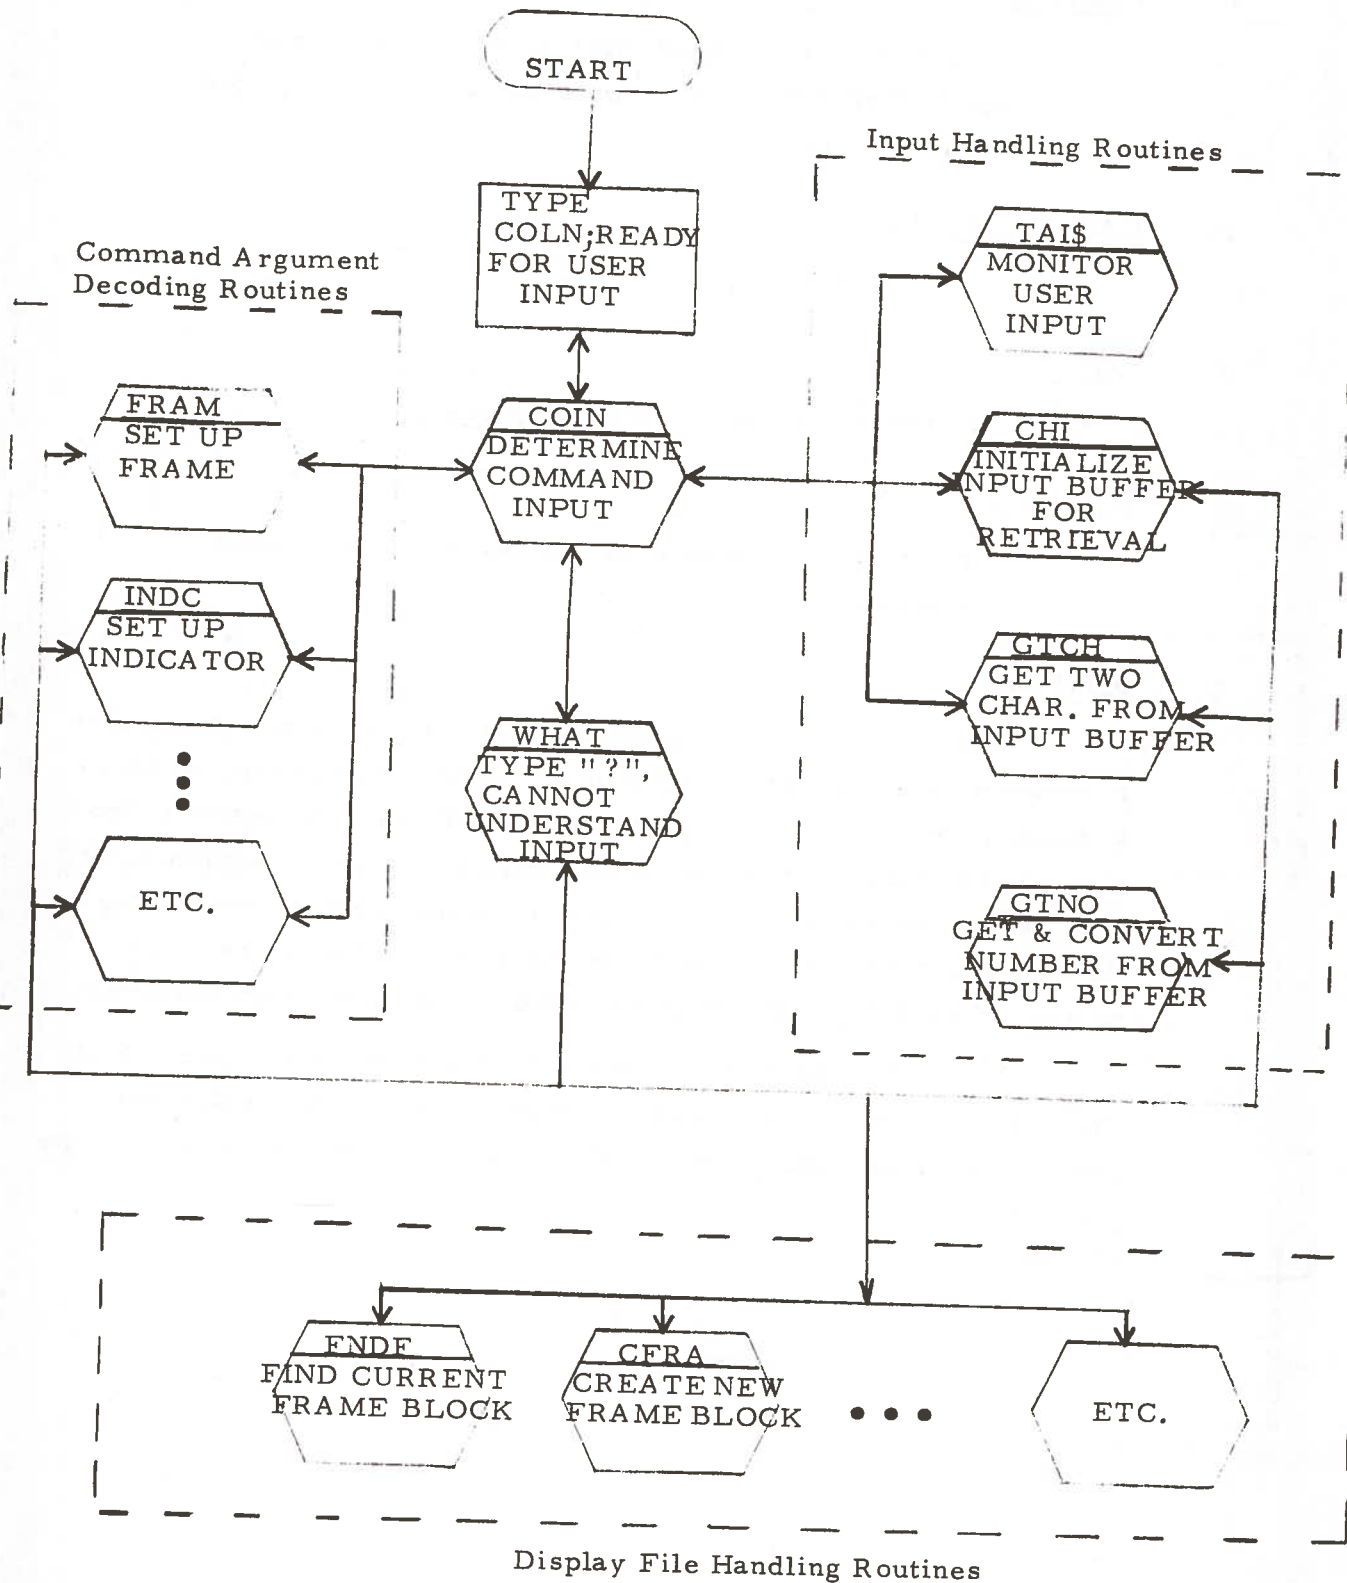 START
TYPE
COLN;READY
FOR USER
INPUT
Input Handling Routines
TAI$
MONITOR
USER
INPUT
Command Argument
Decoding Routines
FRAM
SET UP
FRAME
COIN
DETERMINE
COMMAND
INPUT
CHI
INITIALIZE
INPUT BUFFER
FOR
RETRIEVAL
INDC
SET UP
INDICATOR
GTCH
GET TWO
CHAR. FROM
INPUT BUFFER
WHAT
TYPE "?",
CANNOT
UNDERSTAND
INPUT
ETC.
GTNO
GET & CONVERT
NUMBER FROM
INPUT BUFFER
FNDF
FIND CURRENT
FRAME BLOCK
CFRA
CREATE NEW
FRAME BLOCK
ETC.
Display File Handling Routines